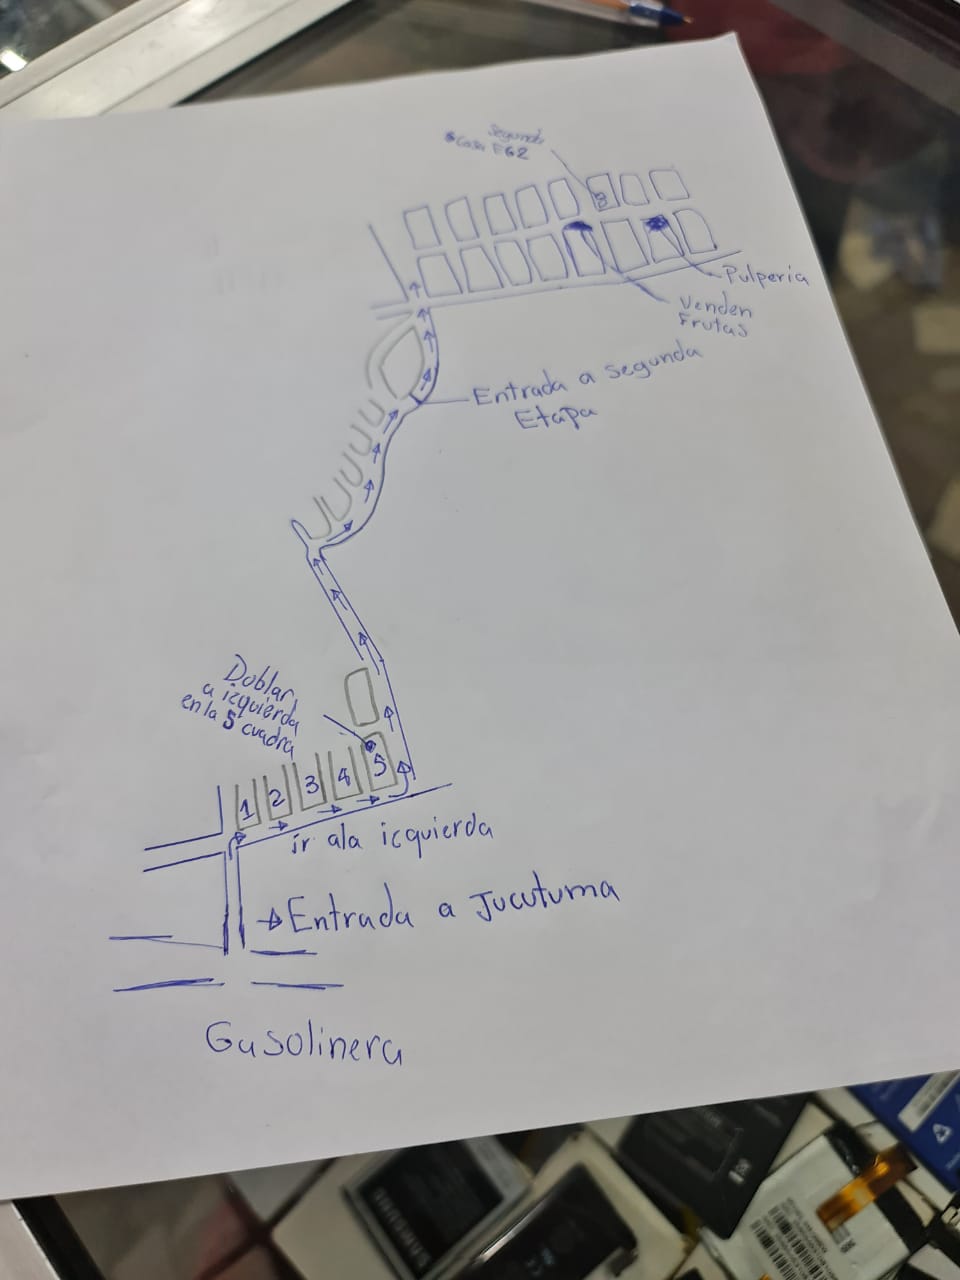 Segunda
Casa E62
Pulperia
Venden
Frutas
Entrada a segunda
Etapa
Doblar
a izquierda
en la 5 cuadra
1 2 3 4 5
ir ala icquierda
Entrada a Jucutuma
Gasolinera
SAMSUNG